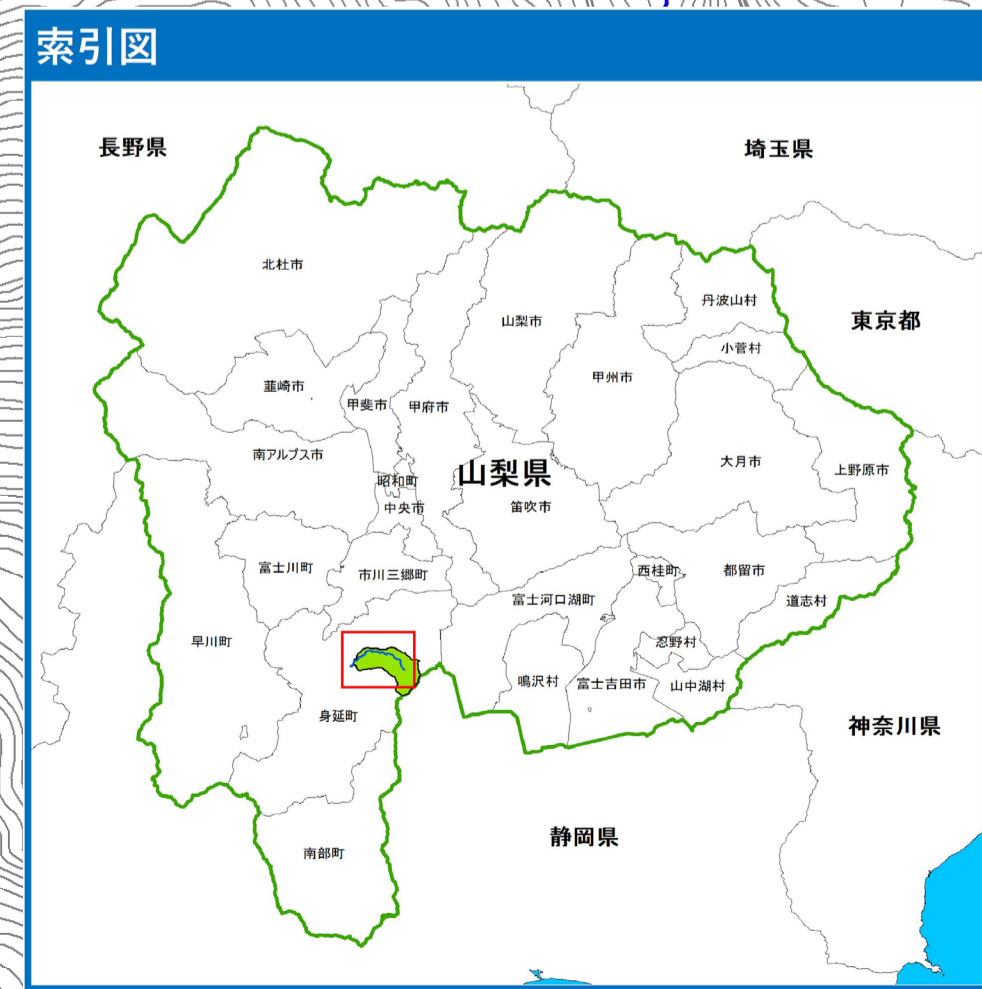 索引図
長野県
埼玉県
北杜市
丹波山村
山梨市
東京都
小菅村
甲州市
韮崎市
甲斐市
甲府市
南アルプス市
大月市
上野原市
山梨県
昭和町
中央市
笛吹市
富士川町
市川三郷町
西桂町
都留市
富士河口湖町
道志村
早川町
忍野村
鳴沢村
富士吉田市
山中湖村
身延町
神奈川県
静岡県
南部町